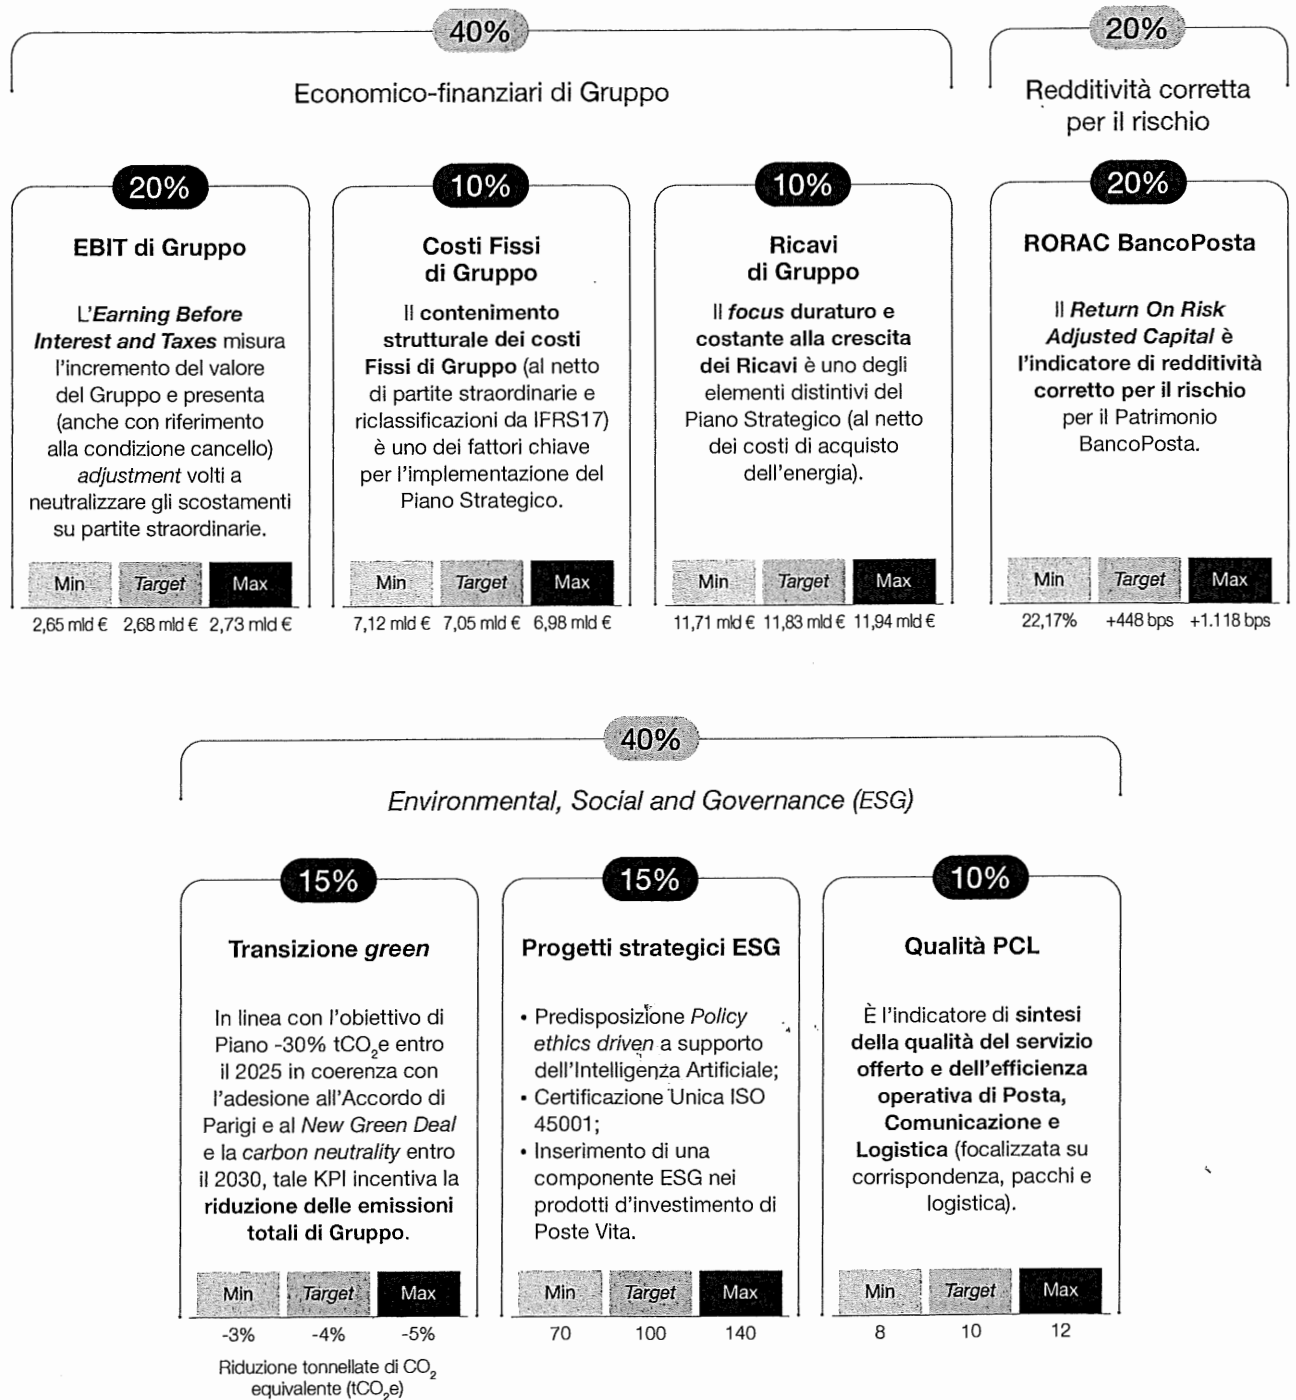 40%
Economico-finanziari di Gruppo
20%
Redditività corretta
per il rischio
20%
EBIT di Gruppo
L'Earning Before
Interest and Taxes misura
l'incremento del valore
del Gruppo e presenta
(anche con riferimento
alla condizione cancello)
adjustment volti a
neutralizzare gli scostamenti
su partite straordinarie.
Min Target Max
2,65 mld € 2,68 mld € 2,73 mld €
10%
Costi Fissi
di Gruppo
Il contenimento
strutturale dei costi
Fissi di Gruppo (al netto
di partite straordinarie e
riclassificazioni da IFRS17)
è uno dei fattori chiave
per l'implementazione del
Piano Strategico.
Min Target Max
7,12 mld € 7,05 mld € 6,98 mld €
10%
Ricavi
di Gruppo
Il focus duraturo e
costante alla crescita
dei Ricavi è uno degli
elementi distintivi del
Piano Strategico (al netto
dei costi di acquisto
dell'energia).
Min Target Max
11,71 mld € 11,83 mld € 11,94 mld €
20%
RORAC BancoPosta
Il Return On Risk
Adjusted Capital è
l'indicatore di redditività
corretto per il rischio
per il Patrimonio
BancoPosta.
Min Target Max
22,17% +448 bps +1.118 bps
40%
Environmental, Social and Governance (ESG)
15%
Transizione green
In linea con l'obiettivo di
Piano -30% tCO₂e entro
il 2025 in coerenza con
l'adesione all'Accordo di
Parigi e al New Green Deal
e la carbon neutrality entro
il 2030, tale KPI incentiva la
riduzione delle emissioni
totali di Gruppo.
Min Target Max
-3% -4% -5%
Riduzione tonnellate di CO₂
equivalente (tCO₂e)
15%
Progetti strategici ESG
• Predisposizione Policy
ethics driven a supporto
dell'Intelligenza Artificiale;
• Certificazione Unica ISO
45001;
• Inserimento di una
componente ESG nei
prodotti d'investimento di
Poste Vita.
Min Target Max
70 100 140
10%
Qualità PCL
È l'indicatore di sintesi
della qualità del servizio
offerto e dell'efficienza
operativa di Posta,
Comunicazione e
Logistica (focalizzata su
corrispondenza, pacchi e
logistica).
Min Target Max
8 10 12